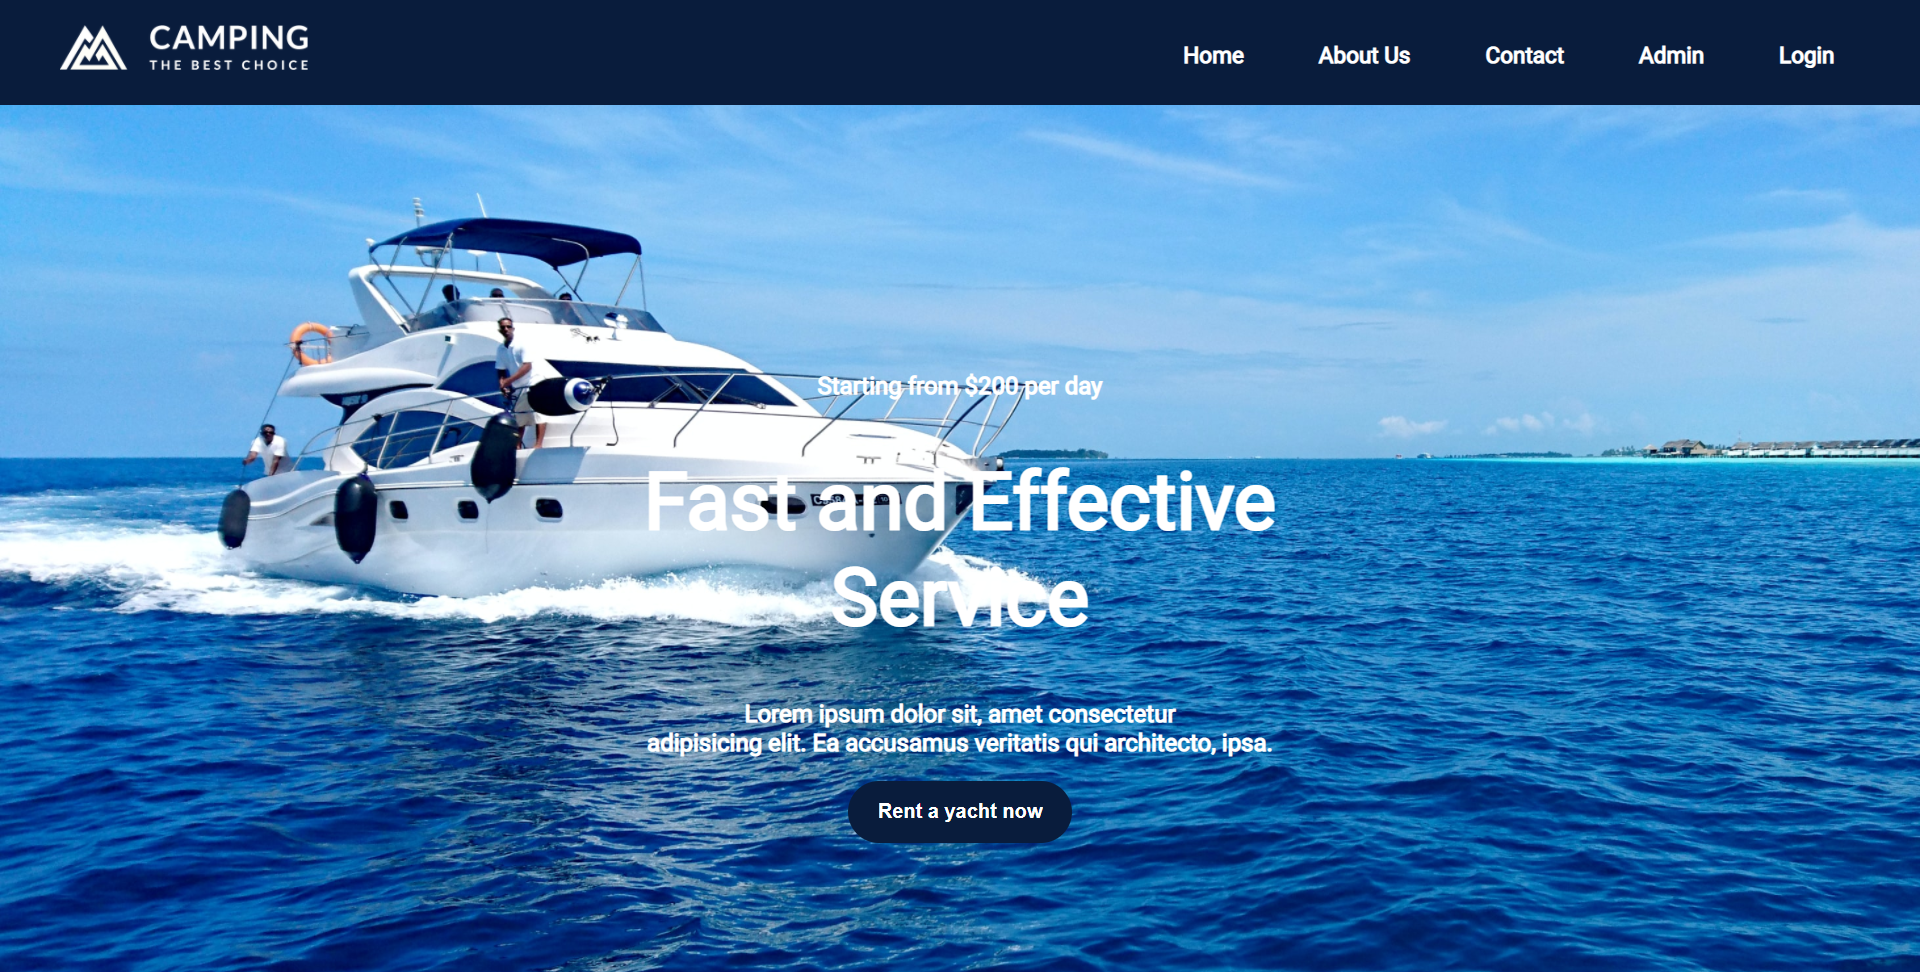 CAMPING
THE BEST CHOICE
Home
About Us
Contact
Admin
Login
Starting from $200 per day
Fast and Effective
Service
Lorem ipsum dolor sit, amet consectetur
adipisicing elit. Ea accusamus veritatis qui architecto, ipsa.
Rent a yacht now